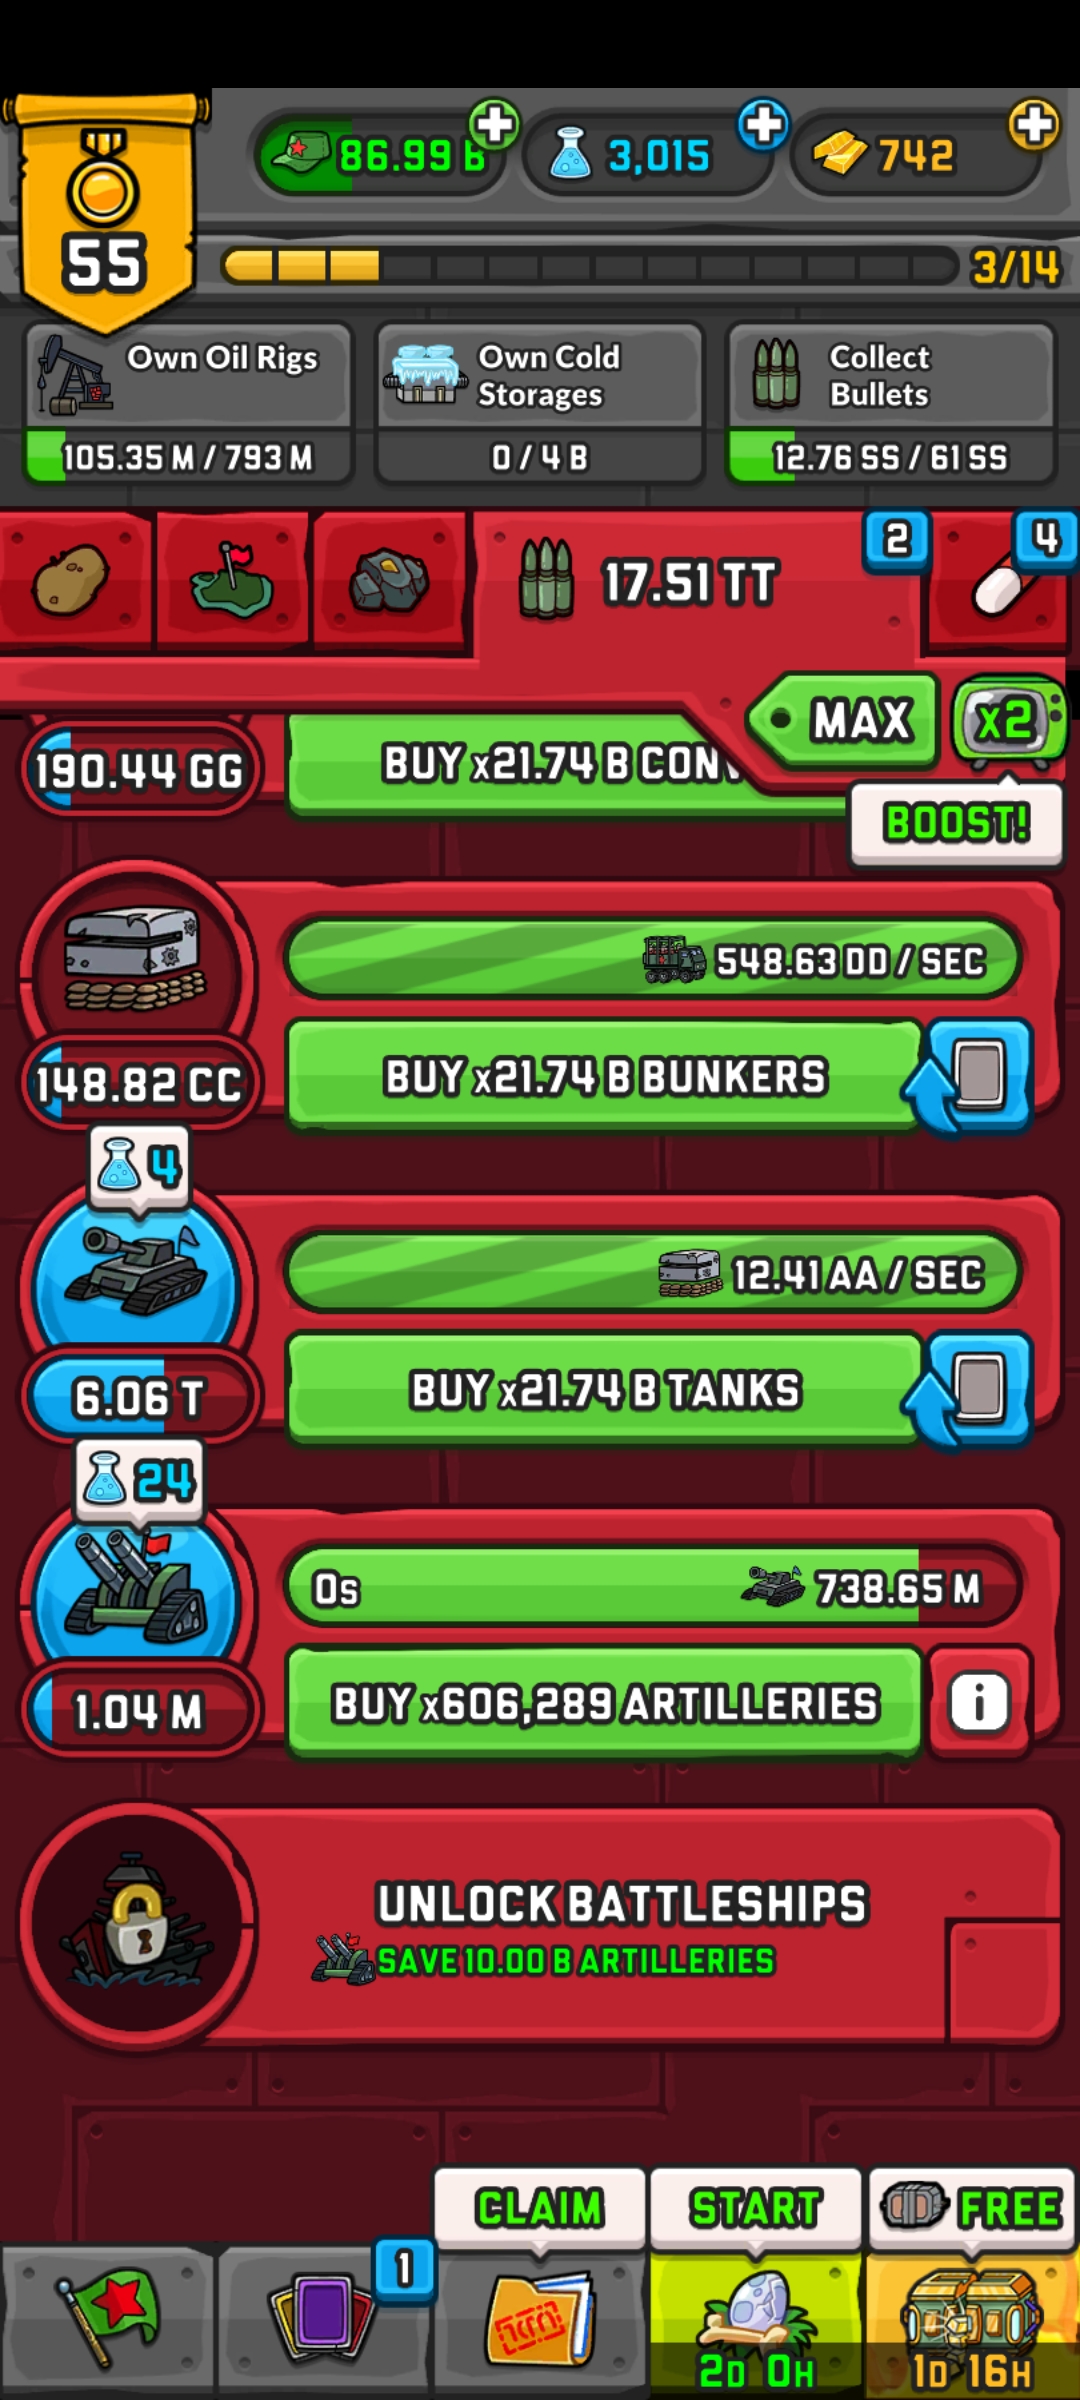 55
86.99 B
3,015
742
3/14
Own Oil Rigs
105.35 M / 793 M
Own Cold
Storages
0 / 4 B
Collect
Bullets
12.76 SS / 61 SS
17.51 TT
2
4
MAX
x2
BOOST!
190.44 GG
BUY x21.74 B CON
548.63 DD / SEC
148.82 CC
BUY x21.74 B BUNKERS
4
12.41 AA / SEC
6.06 T
BUY x21.74 B TANKS
24
0s
738.65 M
1.04 M
BUY x606,289 ARTILLERIES
i
UNLOCK BATTLESHIPS
SAVE 10.00 B ARTILLERIES
CLAIM
START
FREE
1
2D 0H
1D 16H